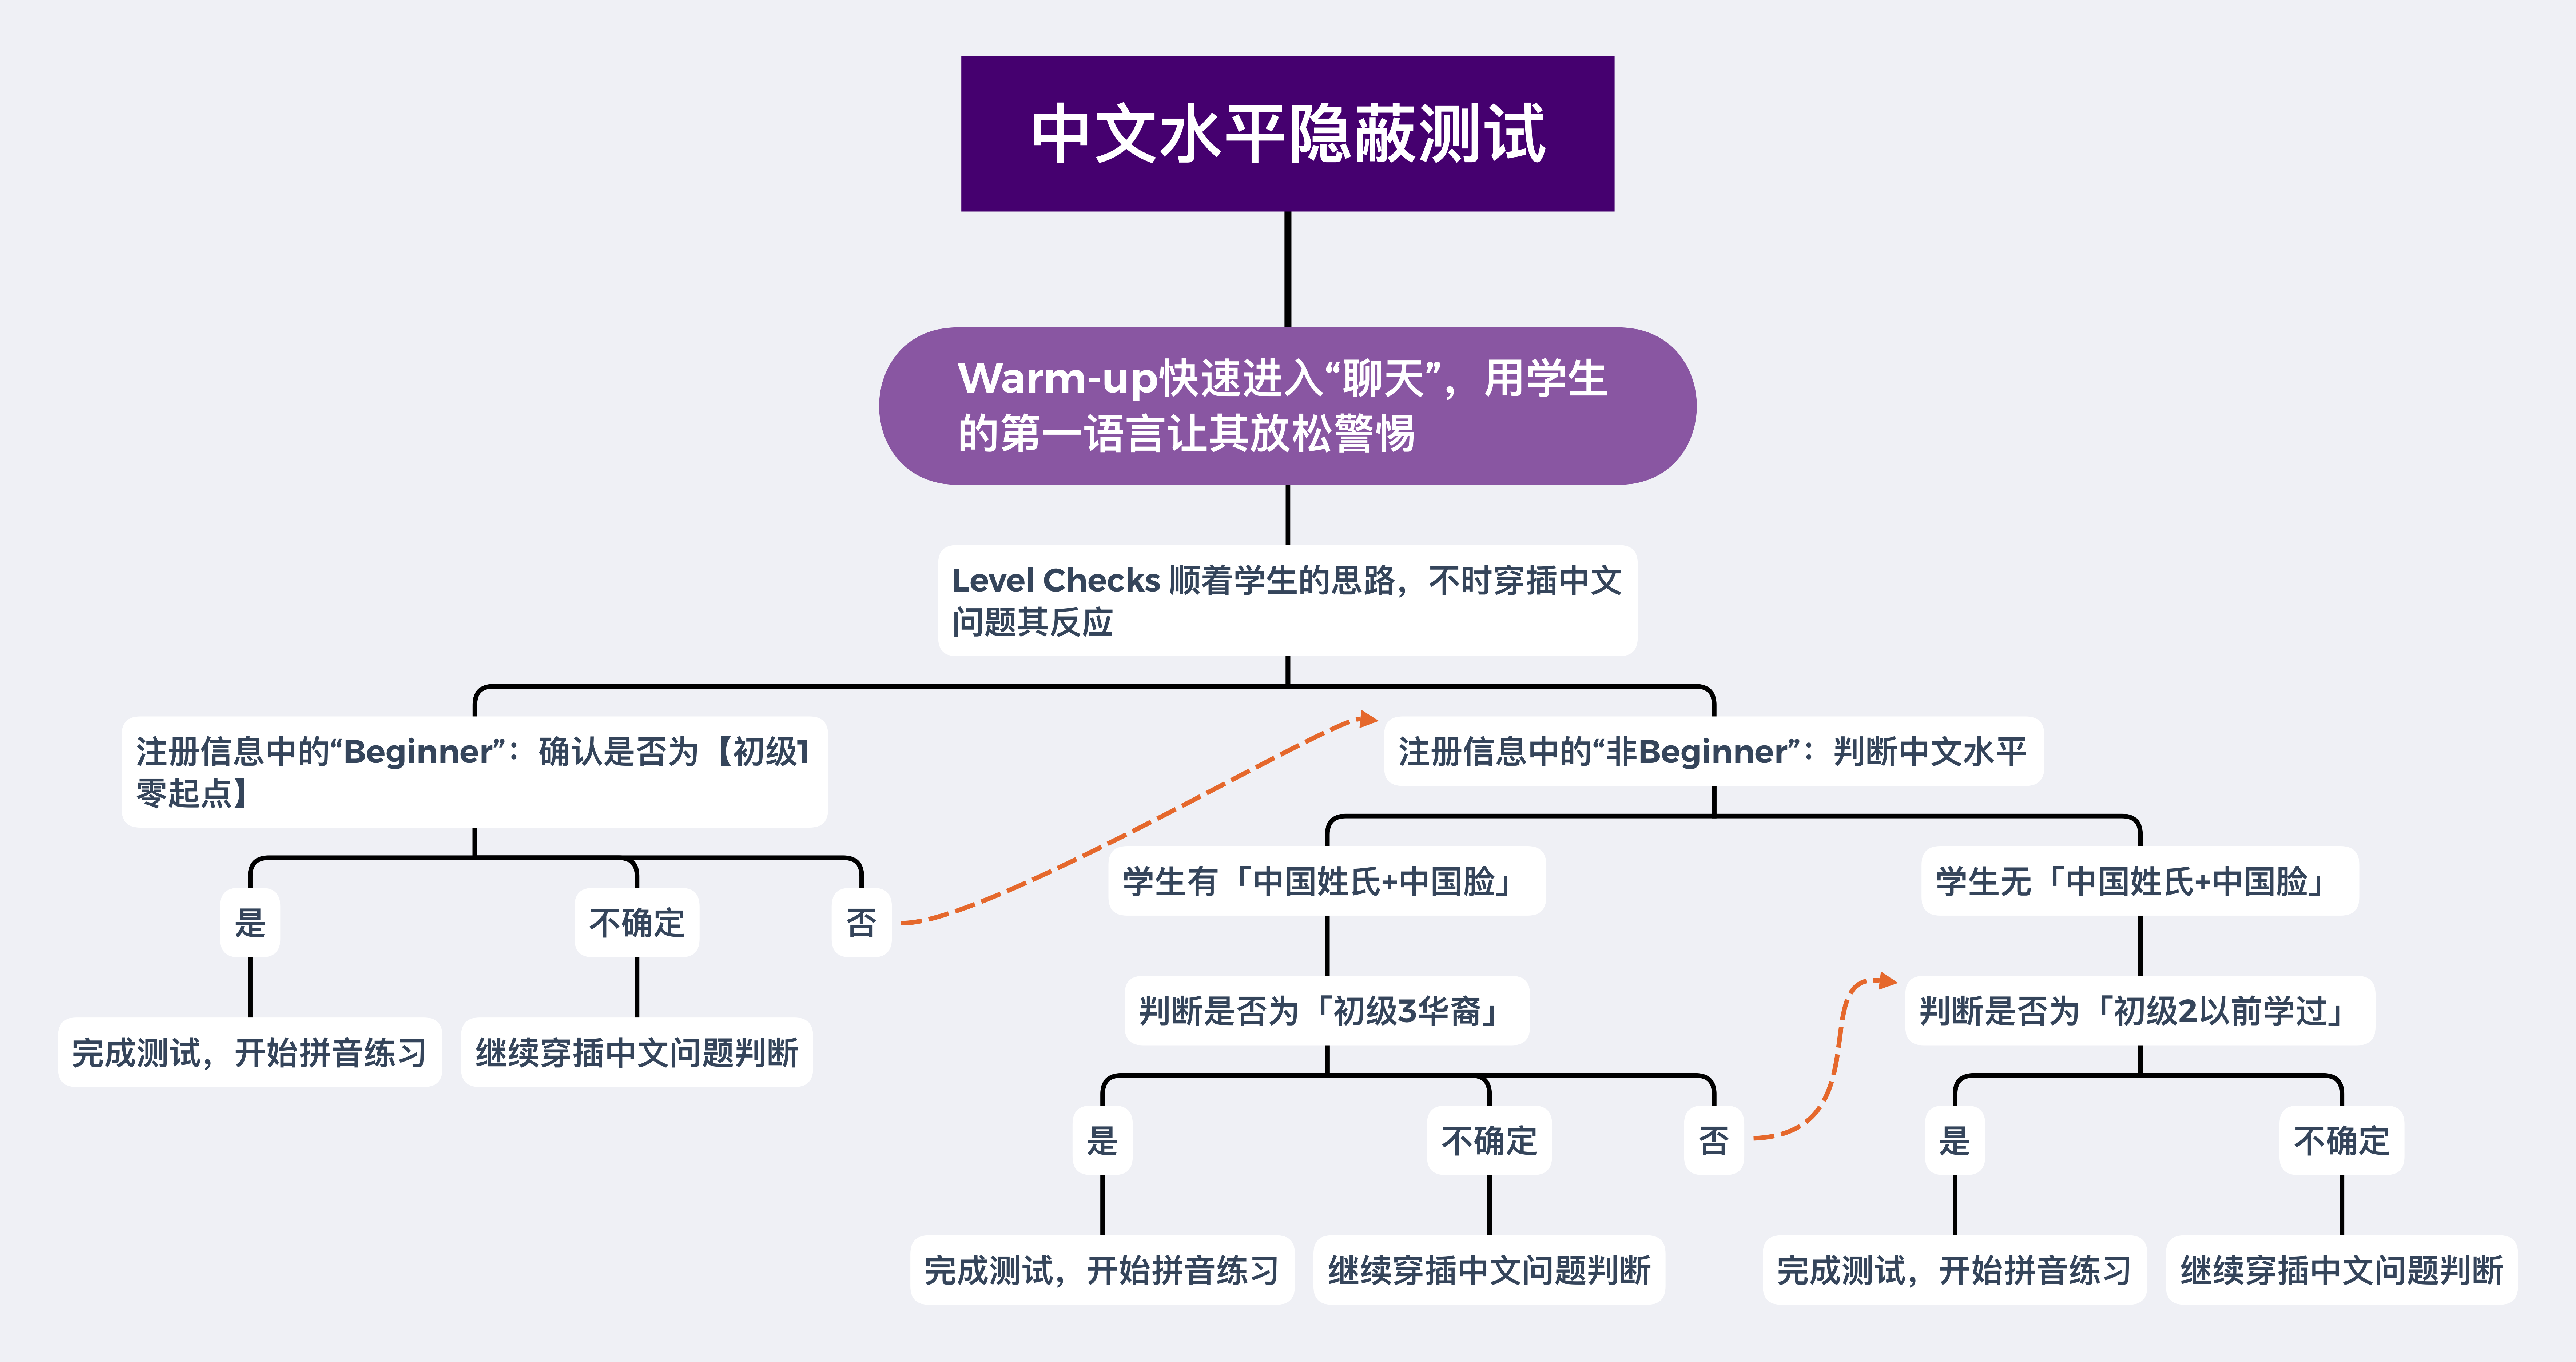 中文水平隐蔽测试
Warm-up快速进入“聊天”，用学生
的第一语言让其放松警惕
Level Checks 顺着学生的思路，不时穿插中文
问题其反应
注册信息中的“Beginner”：确认是否为【初级1
零起点】
注册信息中的“非Beginner”：判断中文水平
学生有「中国姓氏+中国脸」
学生无「中国姓氏+中国脸」
是
不确定
否
判断是否为「初级3华裔」
判断是否为「初级2以前学过」
完成测试，开始拼音练习
继续穿插中文问题判断
是
不确定
否
是
不确定
完成测试，开始拼音练习
继续穿插中文问题判断
完成测试，开始拼音练习
继续穿插中文问题判断